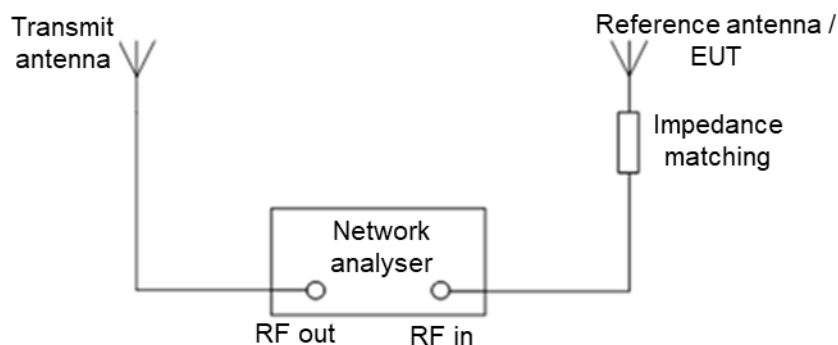 Transmit
antenna
Reference antenna /
EUT
Impedance
matching
Network
analyser
RF out
RF in